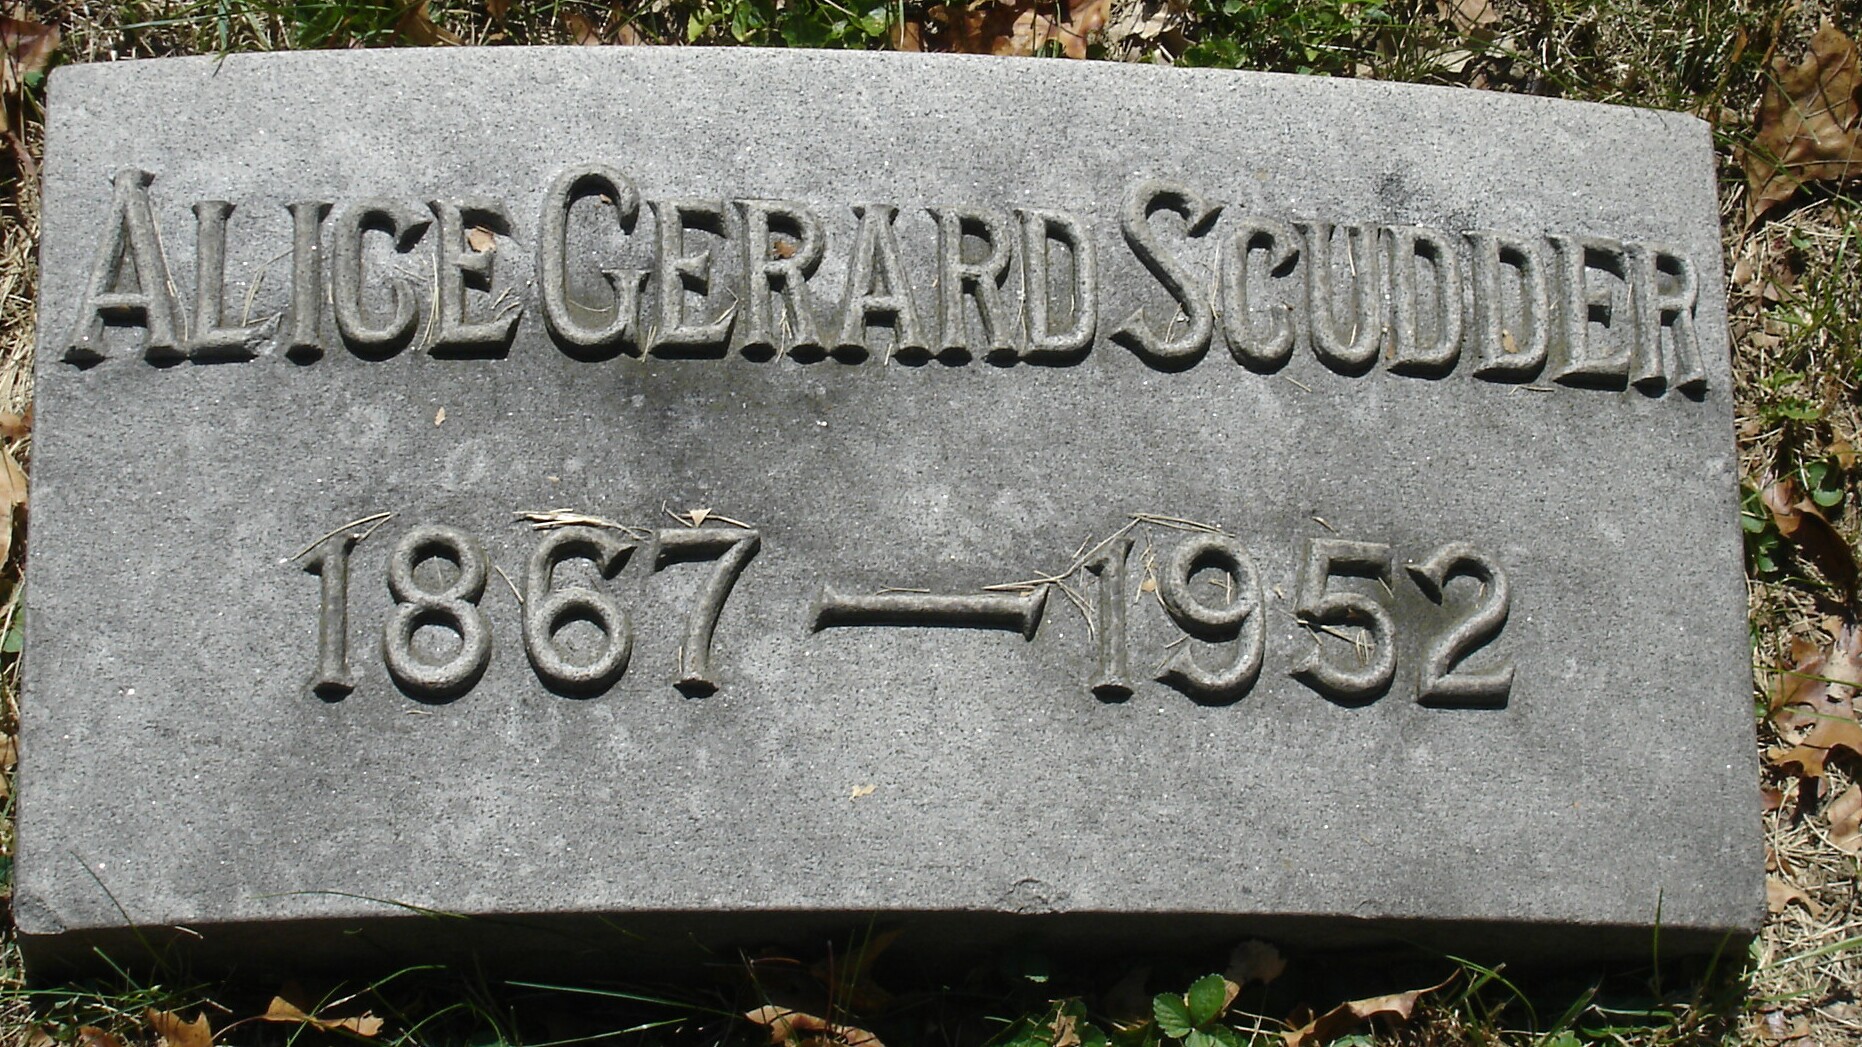 ALICE GERARD SCUDDER
1867 — 1952